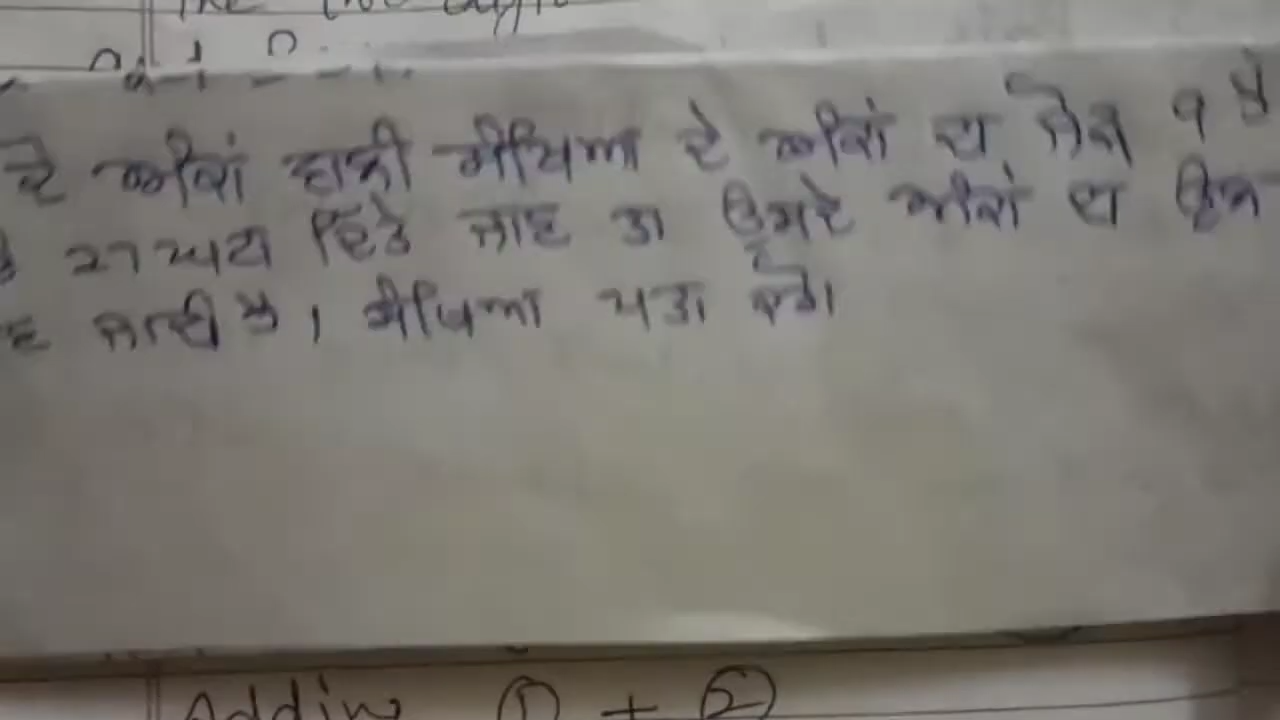 ਦੇ ਅੰਕਾਂ ਵਾਲੀ ਸੰਖਿਆ ਦੇ ਅੰਕਾਂ ਦਾ ਜੋੜ 9 ਹੈ
27 ਘਟਾ ਦਿੱਤੇ ਜਾਣ ਤਾਂ ਉਸਦੇ ਅੰਕਾਂ ਦਾ
ਜਾਂਦੀ ਹੈ। ਸੰਖਿਆ ਪਤਾ ਕਰੋ।
Adding ① + ②